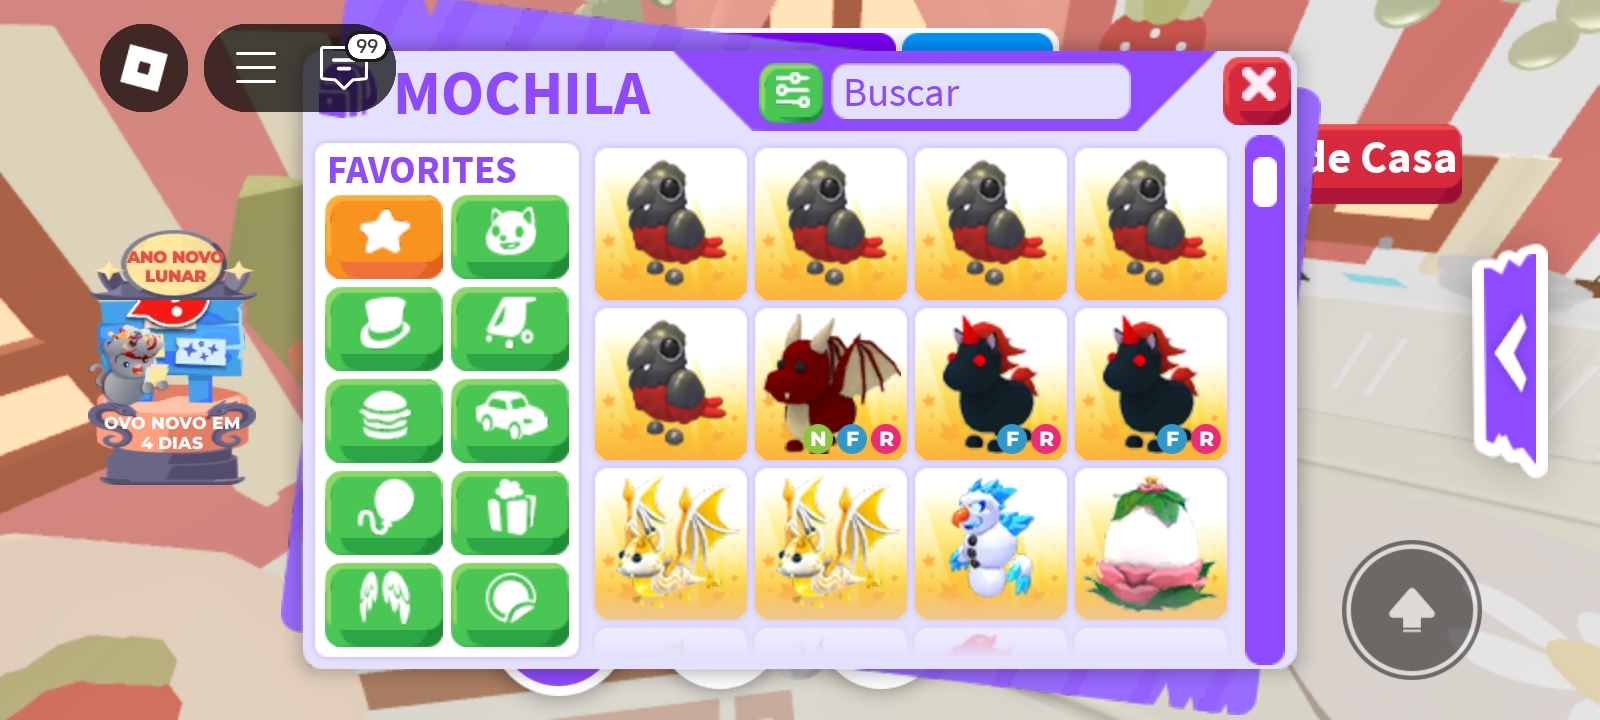 99
MOCHILA
Buscar
FAVORITES
de Casa
ANO NOVO
LUNAR
N F R
F R
F R
OVO NOVO EM
4 DIAS